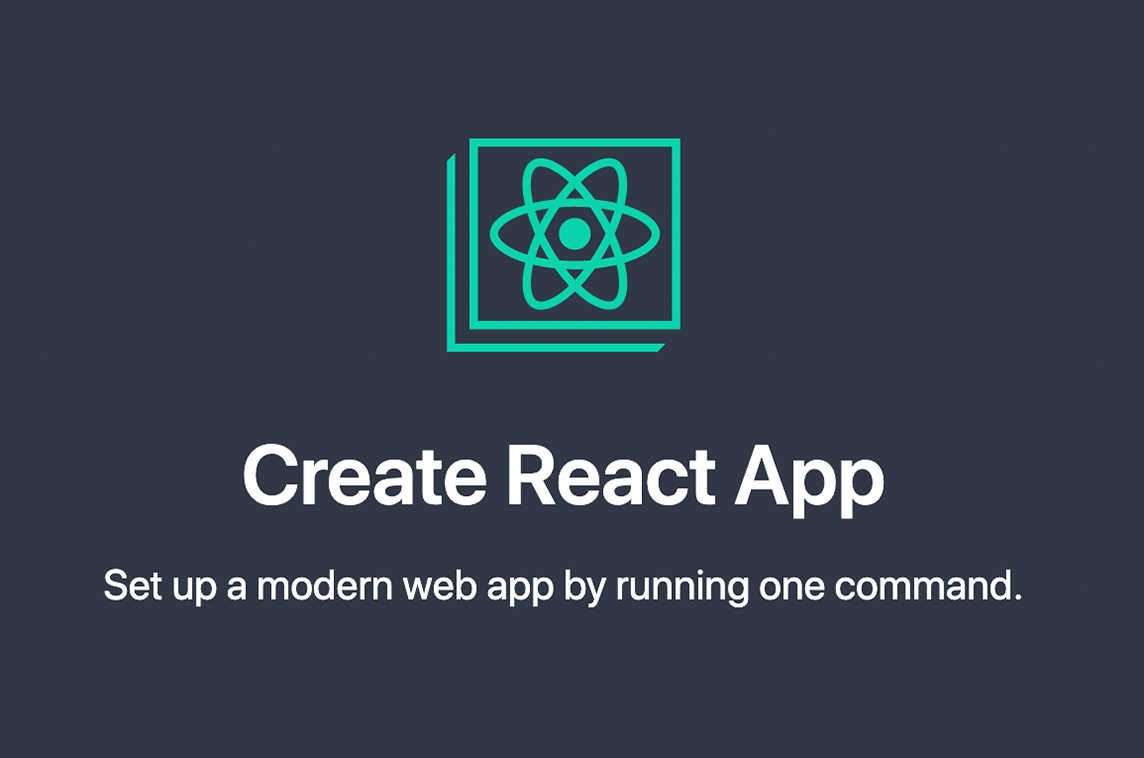 Create React App
Set up a modern web app by running one command.